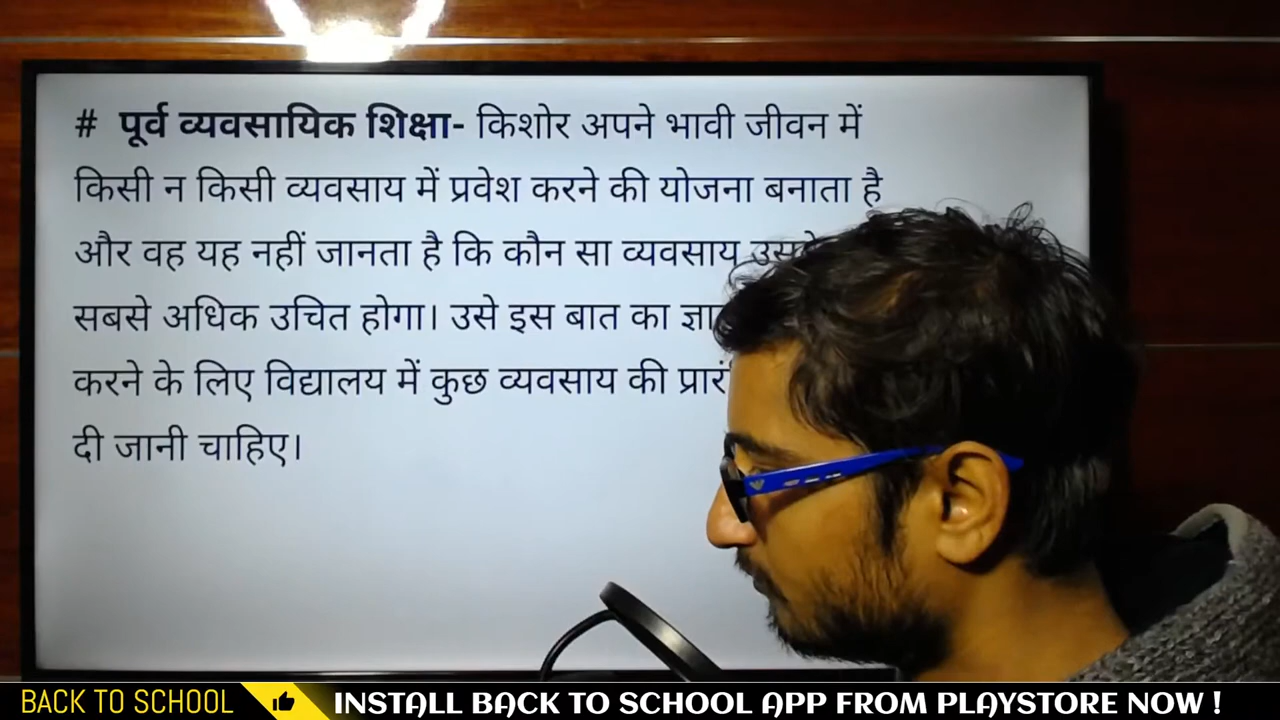 # पूर्व व्यवसायिक शिक्षा- किशोर अपने भावी जीवन में
किसी न किसी व्यवसाय में प्रवेश करने की योजना बनाता है
और वह यह नहीं जानता है कि कौन सा व्यवसाय
सबसे अधिक उचित होगा। उसे इस बात का
करने के लिए विद्यालय में कुछ व्यवसाय की
दी जानी चाहिए।
BACK TO SCHOOL INSTALL BACK TO SCHOOL APP FROM PLAYSTORE NOW !